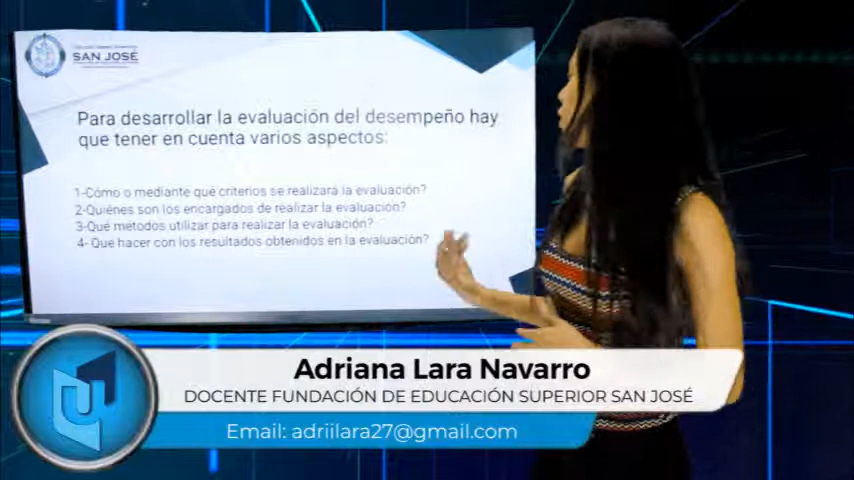 SAN JOSÉ
Para desarrollar la evaluación del desempeño hay
que tener en cuenta varios aspectos:
1-Cómo o mediante qué criterios se realizará la evaluación?
2-Quiénes son los encargados de realizar la evaluación?
3-Qué métodos utilizar para realizar la evaluación?
4- Qué hacer con los resultados obtenidos en la evaluación?
Adriana Lara Navarro
DOCENTE FUNDACIÓN DE EDUCACIÓN SUPERIOR SAN JOSÉ
Email: adriilara27@gmail.com